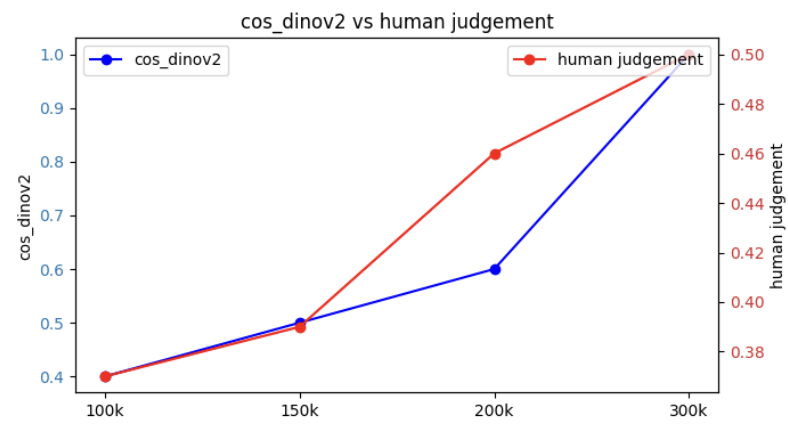 cos_dinov2 vs human judgement
cos_dinov2
human judgement
1.0
0.9
0.8
0.7
0.6
0.5
0.4
cos_dinov2
0.50
0.48
0.46
0.44
0.50
0.40
0.38
human judgement
100k
150k
200k
300k